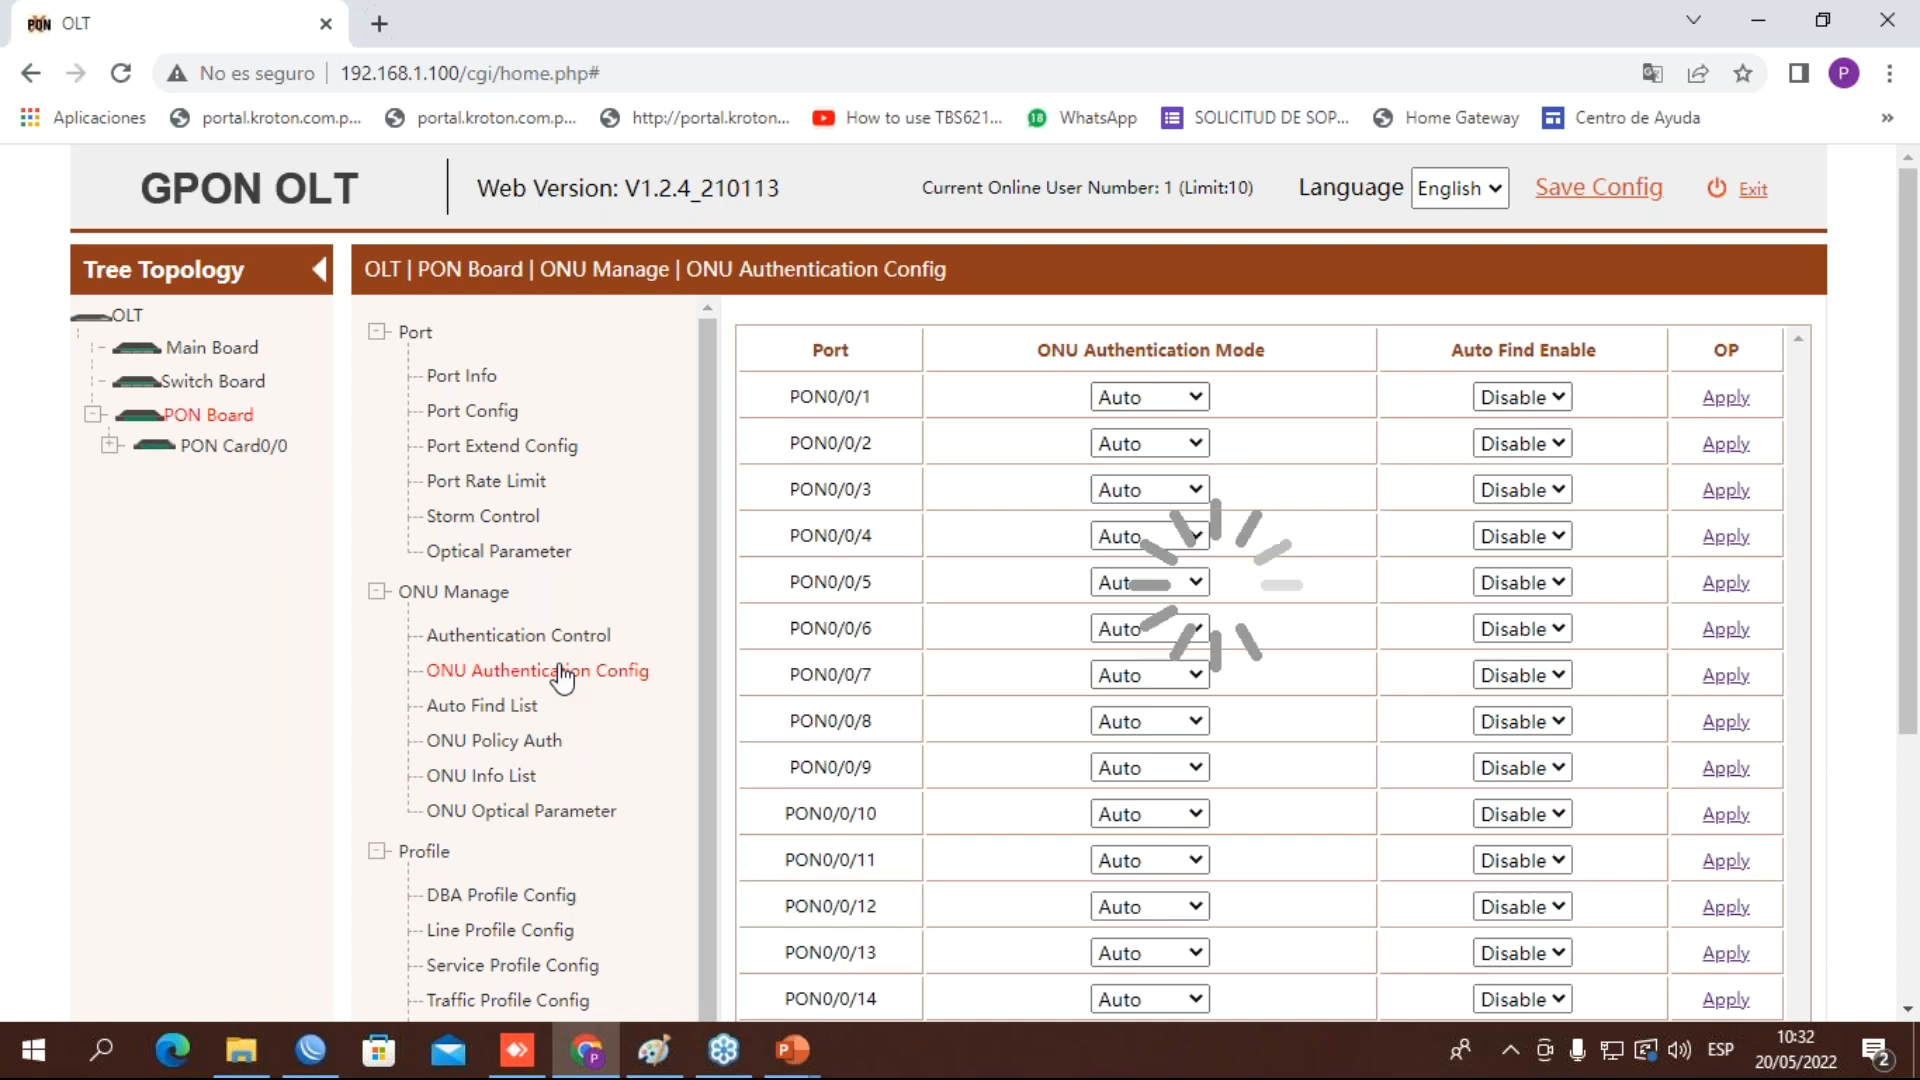 PON OLT
No es seguro | 192.168.1.100/cgi/home.php#
P
Aplicaciones portal.kroton.com.p... portal.kroton.com.p... http://portal.kroton... How to use TBS621... 18 WhatsApp SOLICITUD DE SOP... Home Gateway Centro de Ayuda »
GPON OLT Web Version: V1.2.4_210113 Current Online User Number: 1 (Limit:10) Language English Save Config Exit
Tree Topology
OLT
Main Board
Switch Board
PON Board
PON Card0/0
OLT | PON Board | ONU Manage | ONU Authentication Config
Port
Port Info
Port Config
Port Extend Config
Port Rate Limit
Storm Control
Optical Parameter
ONU Manage
Authentication Control
ONU Authentication Config
Auto Find List
ONU Policy Auth
ONU Info List
ONU Optical Parameter
Profile
DBA Profile Config
Line Profile Config
Service Profile Config
Traffic Profile Config
Port ONU Authentication Mode Auto Find Enable OP
PON0/0/1 Auto Disable Apply
PON0/0/2 Auto Disable Apply
PON0/0/3 Auto Disable Apply
PON0/0/4 Auto Disable Apply
PON0/0/5 Auto Disable Apply
PON0/0/6 Auto Disable Apply
PON0/0/7 Auto Disable Apply
PON0/0/8 Auto Disable Apply
PON0/0/9 Auto Disable Apply
PON0/0/10 Auto Disable Apply
PON0/0/11 Auto Disable Apply
PON0/0/12 Auto Disable Apply
PON0/0/13 Auto Disable Apply
PON0/0/14 Auto Disable Apply
P P ESP 10:32
20/05/2022 2